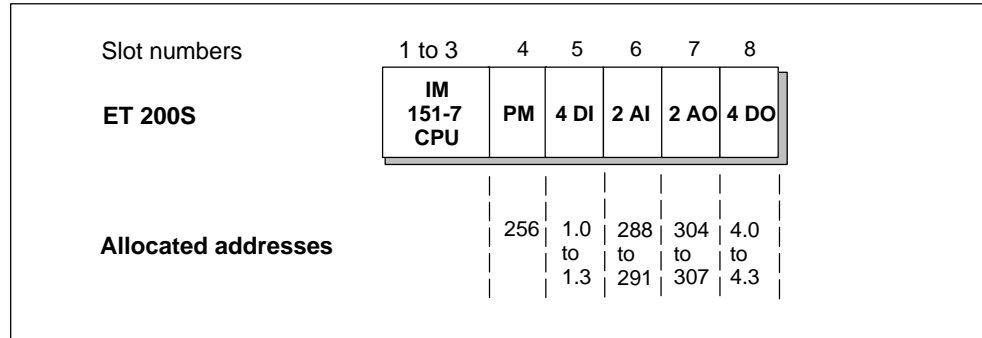 Slot numbers 1 to 3 4 5 6 7 8
ET 200S
IM
151-7
CPU
PM 4 DI 2 AI 2 AO 4 DO
Allocated addresses
256 1.0 288 304 4.0
to to to to
1.3 291 307 4.3